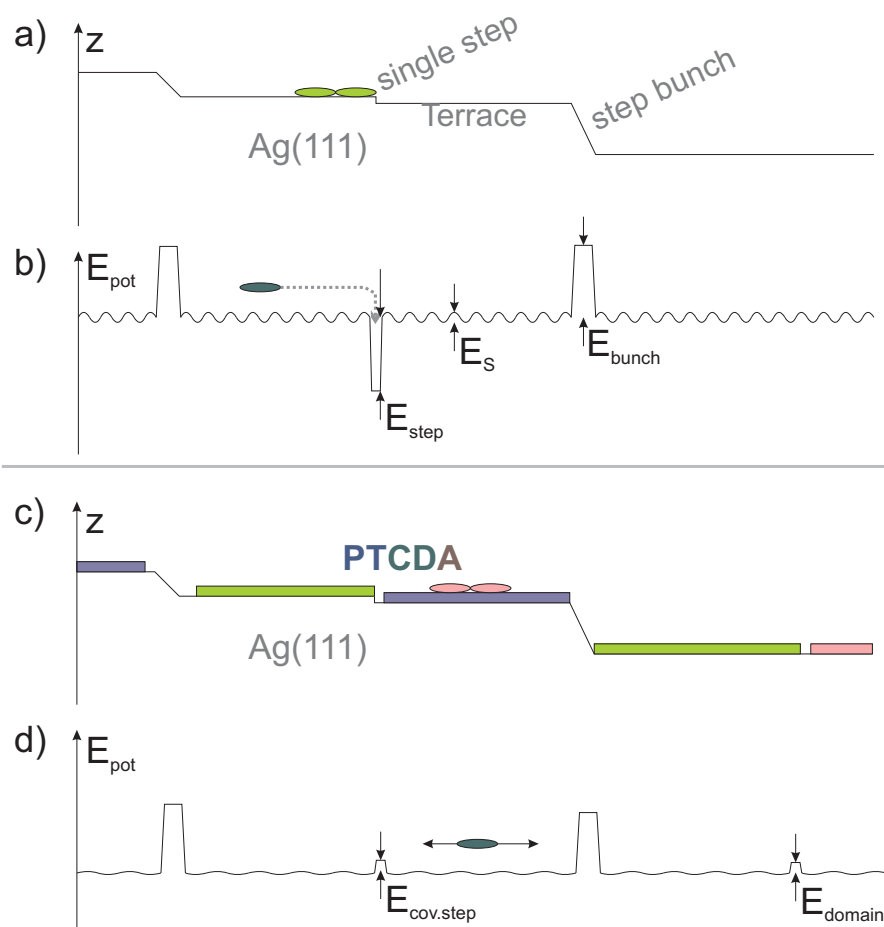 a)
z
single step
Terrace
step bunch
Ag(111)
b)
E_pot
E_S
E_bunch
E_step
c)
z
PTCDA
Ag(111)
d)
E_pot
E_cov.step
E_domain